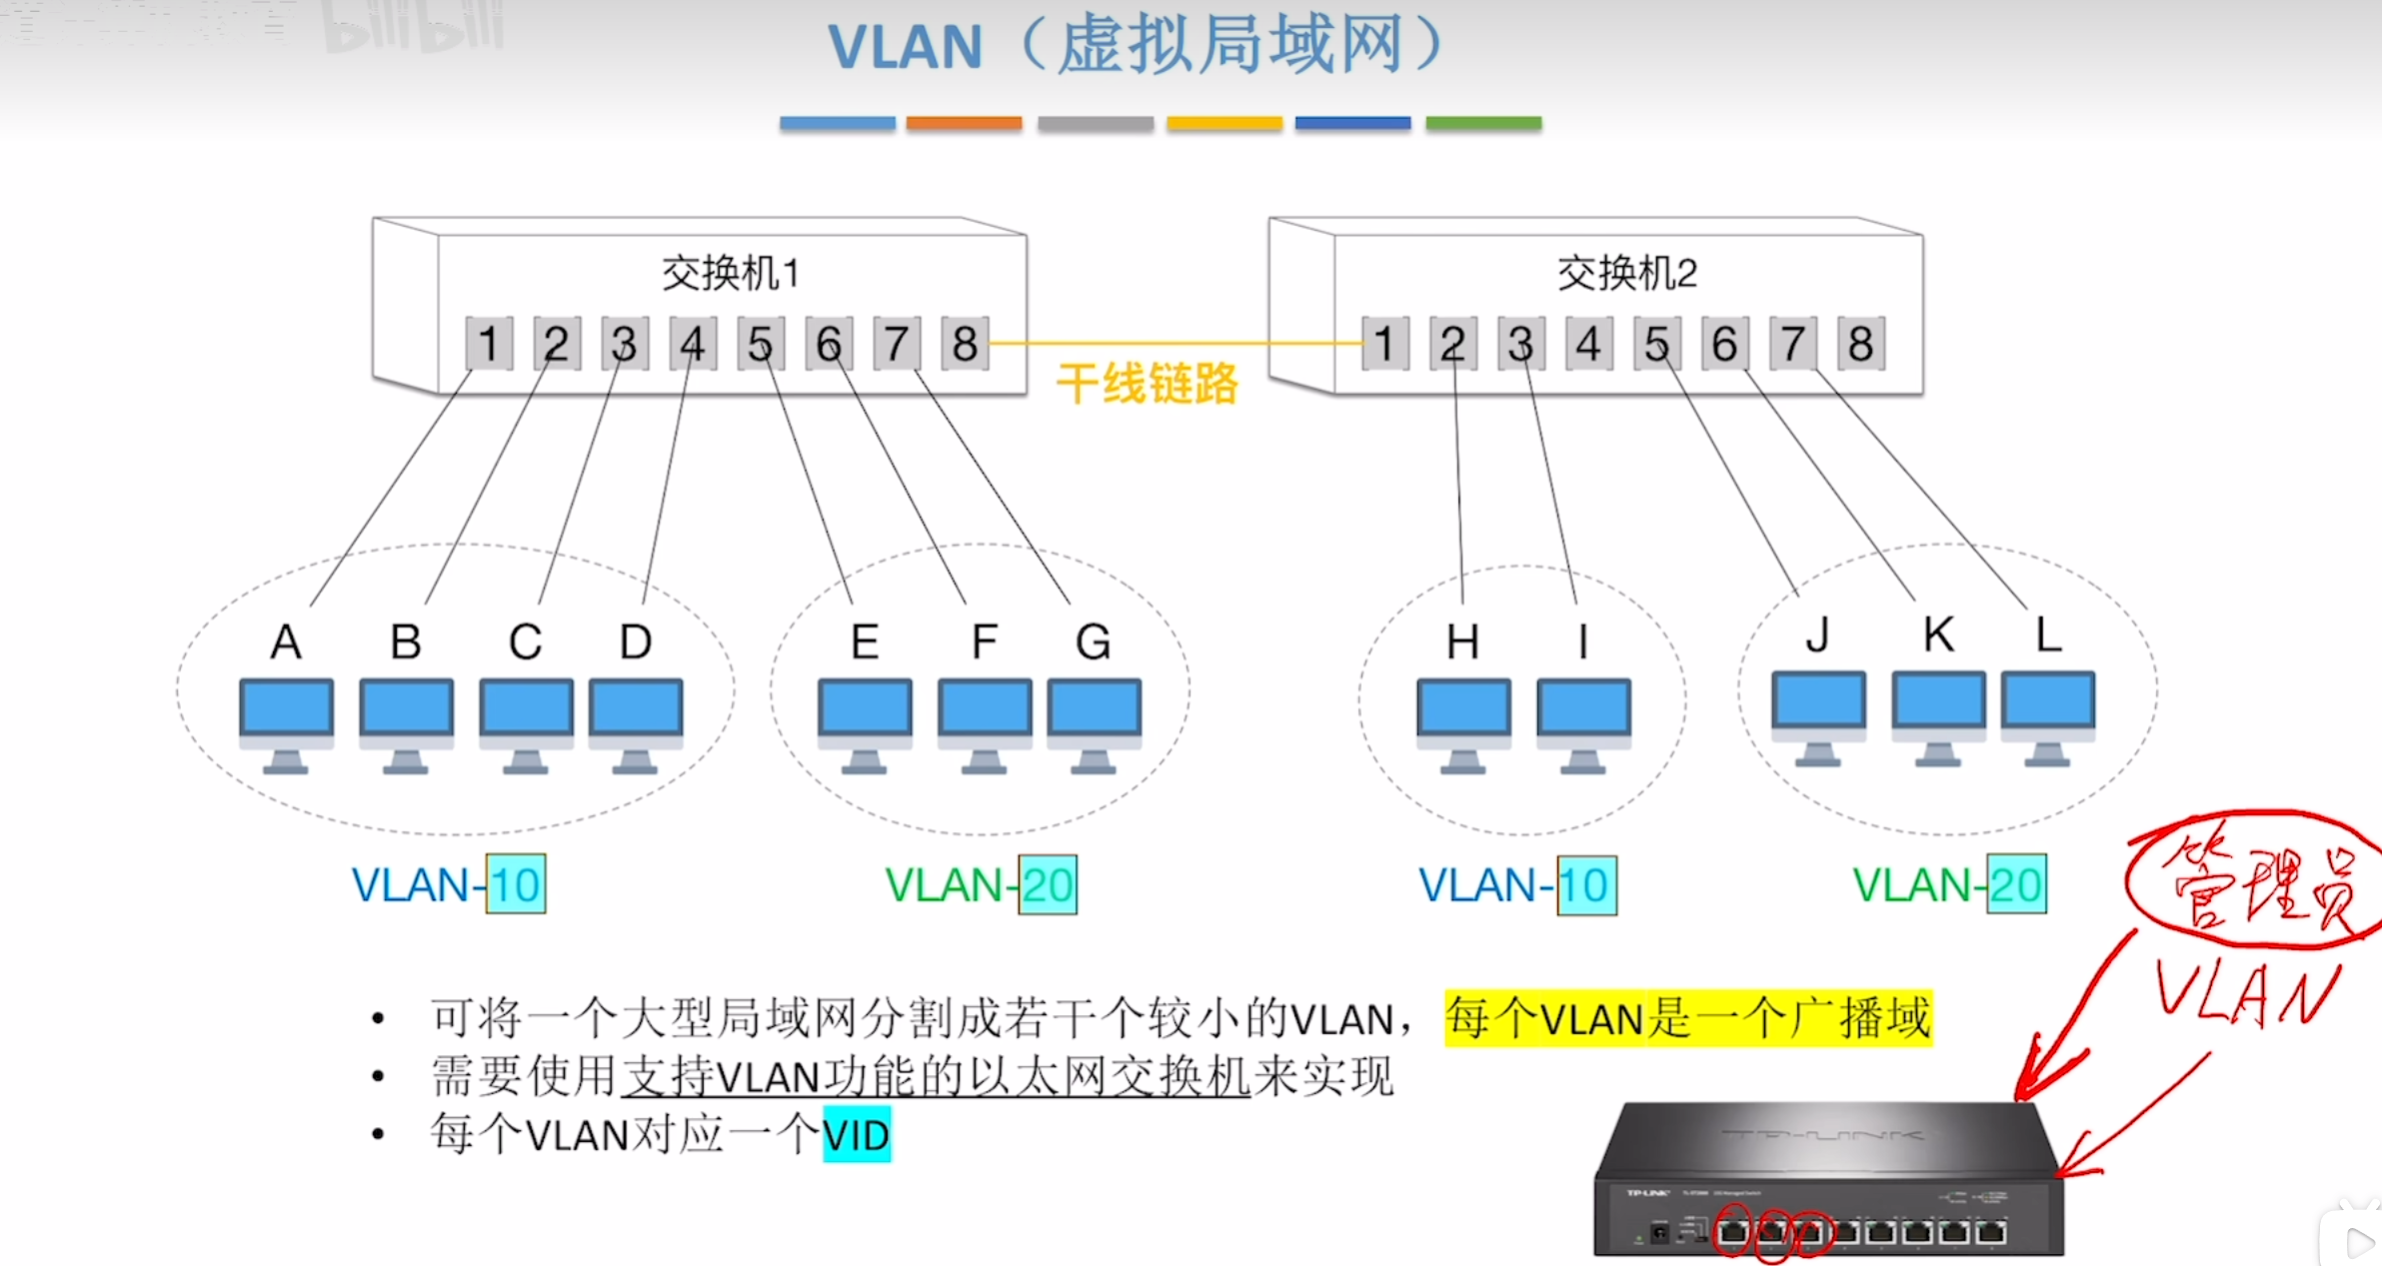 bilibili
VLAN（虚拟局域网）
交换机1
1 2 3 4 5 6 7 8
交换机2
1 2 3 4 5 6 7 8
干线链路
A B C D
E F G
H I
J K L
VLAN-10
VLAN-20
VLAN-10
VLAN-20
管理员
VLAN
• 可将一个大型局域网分割成若干个较小的VLAN，每个VLAN是一个广播域
• 需要使用支持VLAN功能的以太网交换机来实现
• 每个VLAN对应一个VID
TP-LINK
TP-LINK